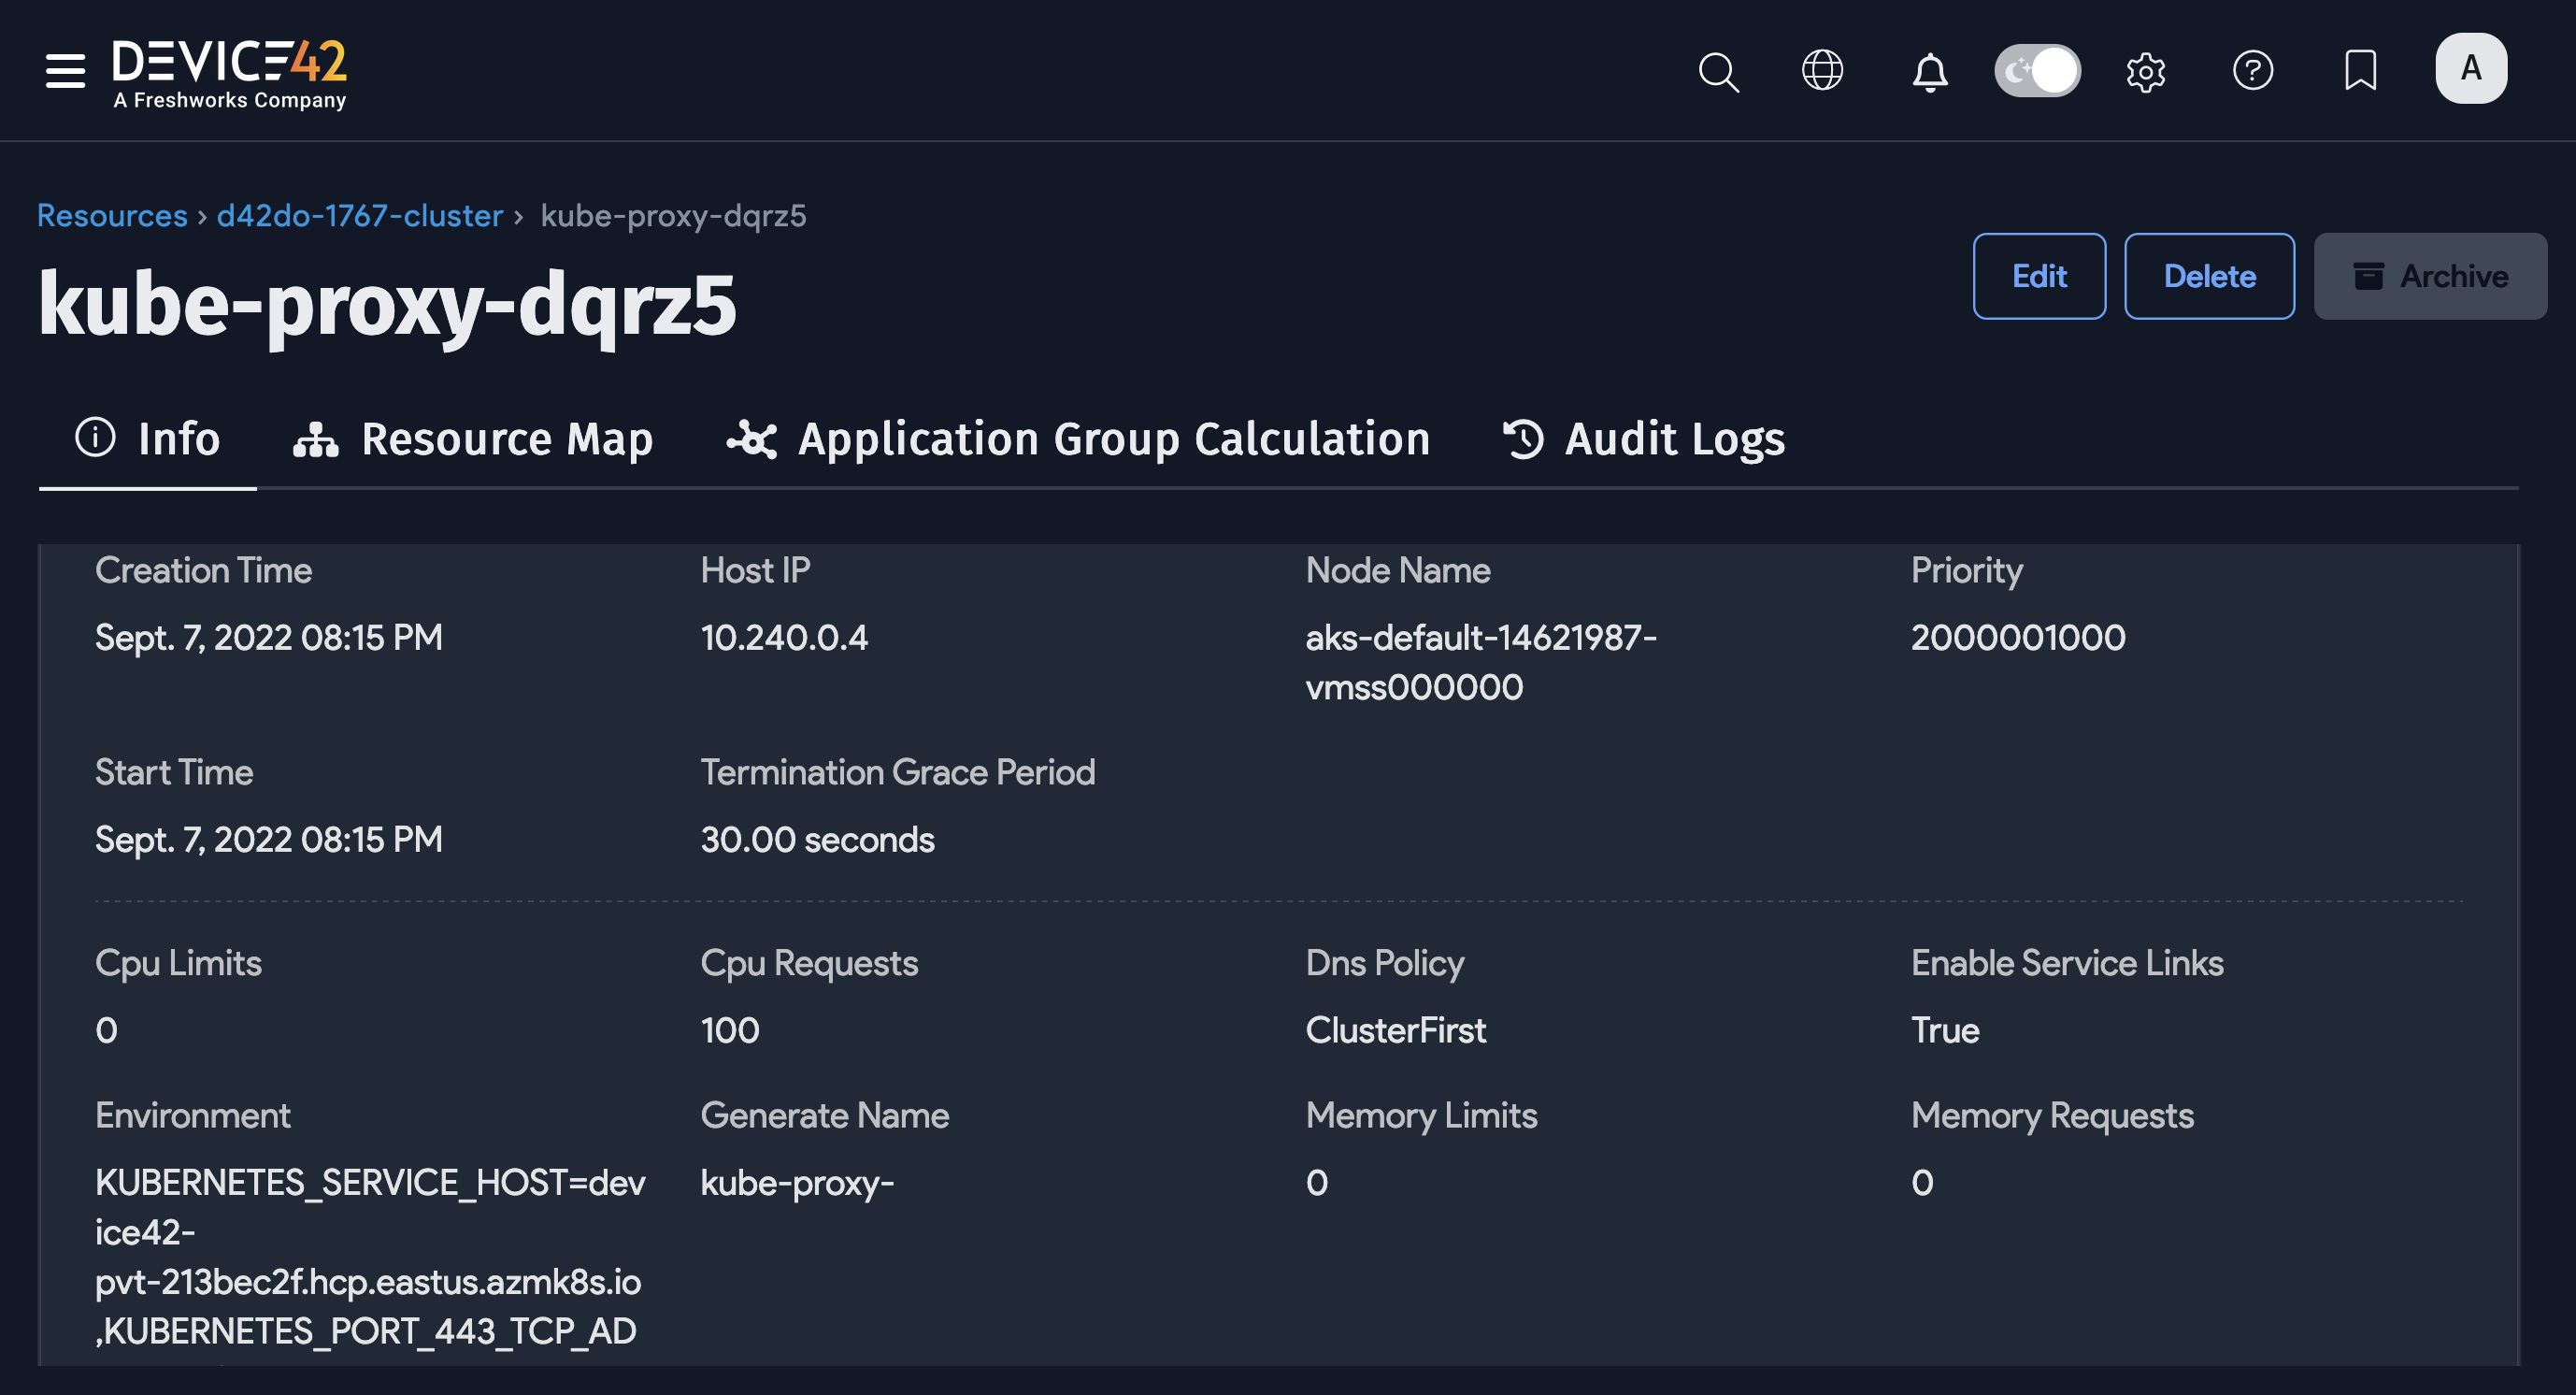 DEVICE42
A Freshworks Company
A
Resources › d42do-1767-cluster › kube-proxy-dqrz5
kube-proxy-dqrz5
Edit
Delete
Archive
Info
Resource Map
Application Group Calculation
Audit Logs
Creation Time
Sept. 7, 2022 08:15 PM
Host IP
10.240.0.4
Node Name
aks-default-14621987-
vmss000000
Priority
2000001000
Start Time
Sept. 7, 2022 08:15 PM
Termination Grace Period
30.00 seconds
Cpu Limits
0
Cpu Requests
100
Dns Policy
ClusterFirst
Enable Service Links
True
Environment
KUBERNETES_SERVICE_HOST=dev
ice42-
pvt-213bec2f.hcp.eastus.azmk8s.io
,KUBERNETES_PORT_443_TCP_AD
Generate Name
kube-proxy-
Memory Limits
0
Memory Requests
0